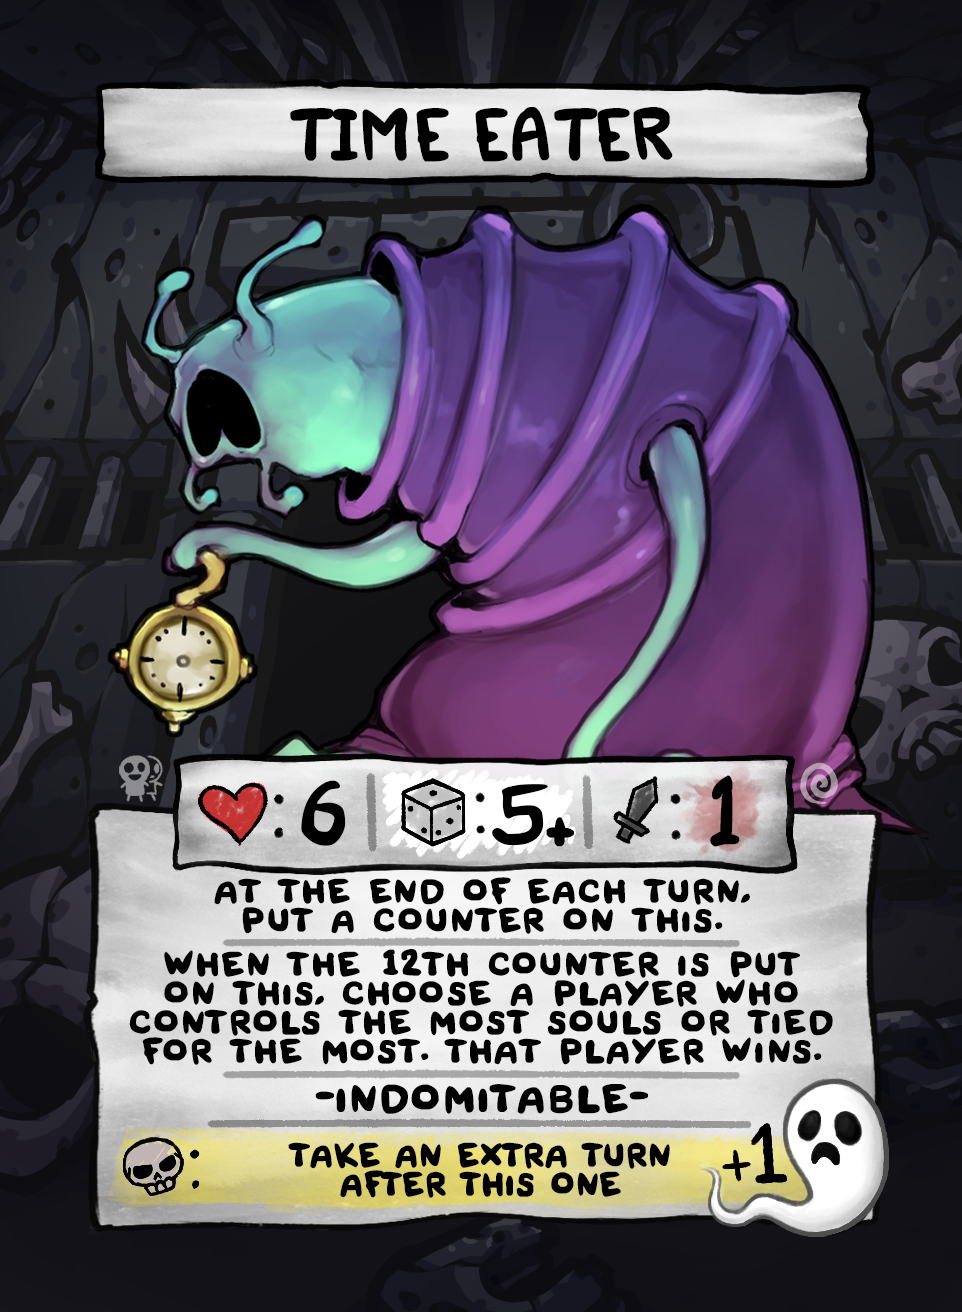 TIME EATER
: 6 : 5+ : 1
AT THE END OF EACH TURN,
PUT A COUNTER ON THIS.
WHEN THE 12TH COUNTER IS PUT
ON THIS, CHOOSE A PLAYER WHO
CONTROLS THE MOST SOULS OR TIED
FOR THE MOST. THAT PLAYER WINS.
-INDOMITABLE-
: TAKE AN EXTRA TURN
AFTER THIS ONE
+1